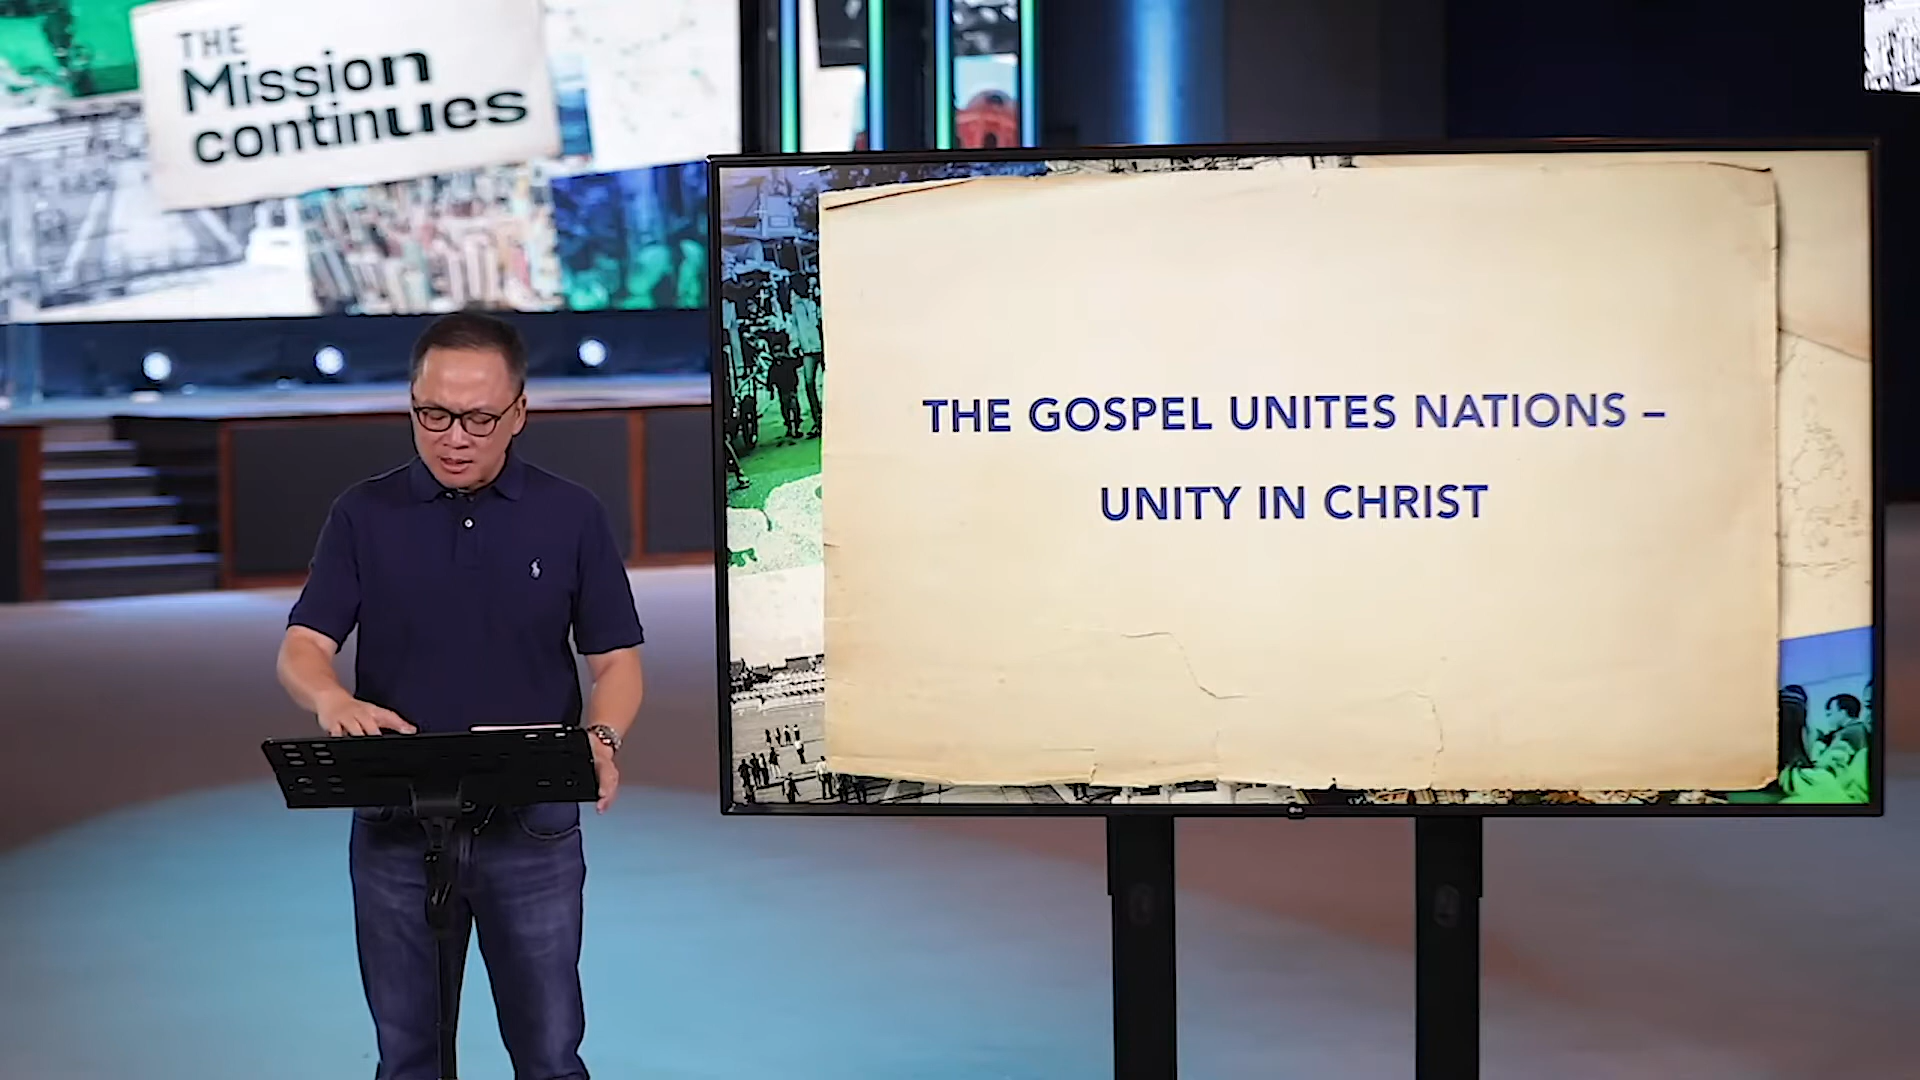 THE
Mission
continues
THE GOSPEL UNITES NATIONS –
UNITY IN CHRIST